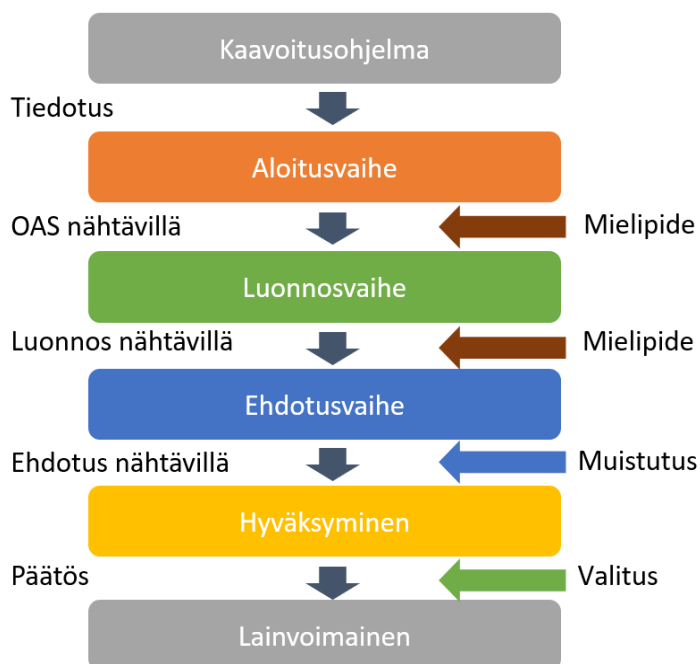 Kaavoitusohjelma
Tiedotus
Aloitusvaihe
OAS nähtävillä
Mielipide
Luonnosvaihe
Luonnos nähtävillä
Mielipide
Ehdotusvaihe
Ehdotus nähtävillä
Muistutus
Hyväksyminen
Päätös
Valitus
Lainvoimainen